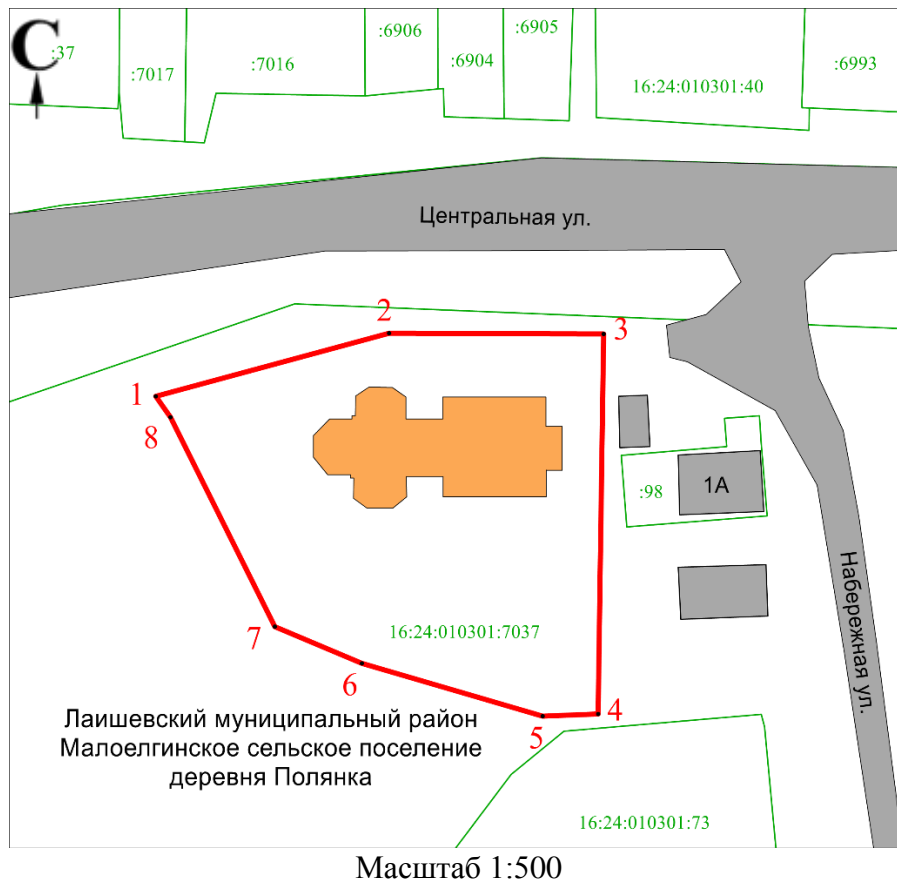 С
:37
:7017
:7016
:6906
:6904
:6905
16:24:010301:40
:6993
Центральная ул.
2
3
1
8
:98
1А
Набережная ул.
7
16:24:010301:7037
6
4
5
Лаишевский муниципальный район
Малоелгинское сельское поселение
деревня Полянка
16:24:010301:73
Масштаб 1:500